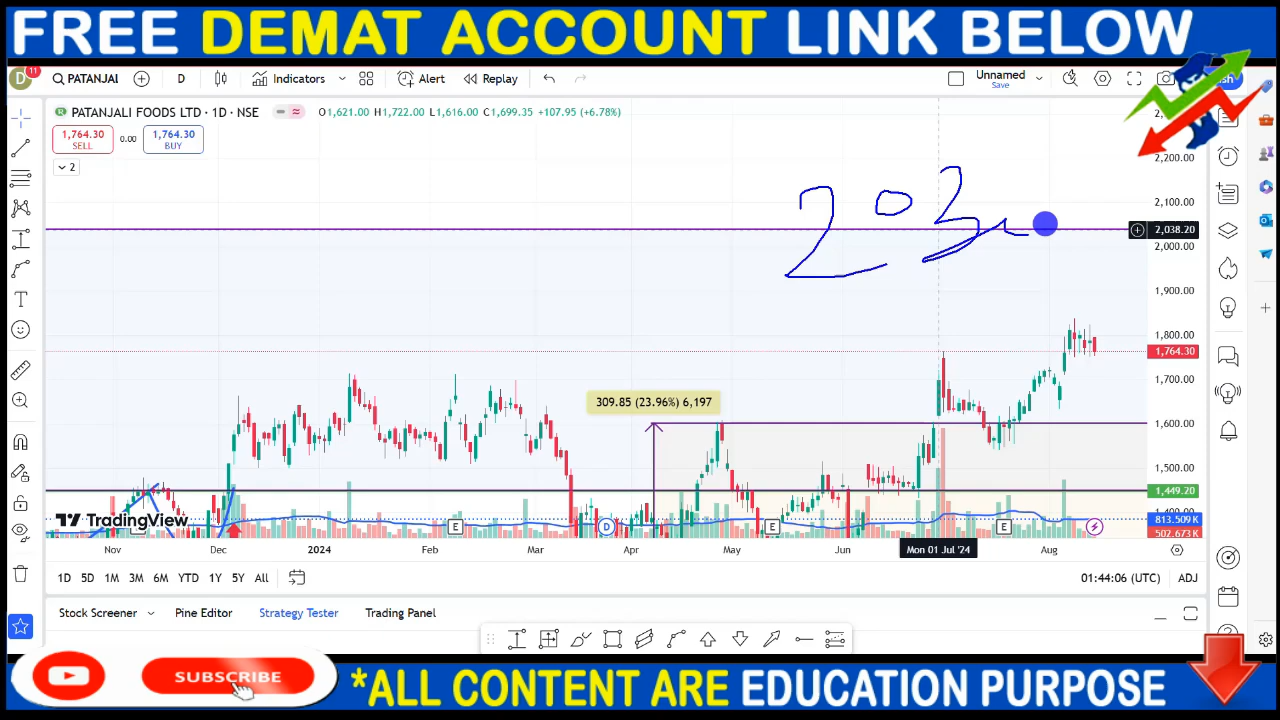 FREE DEMAT ACCOUNT LINK BELOW
D 11 PATANJAI D Indicators Alert Replay Unnamed
Save
PATANJALI FOODS LTD · 1D · NSE O1,621.00 H1,722.00 L1,616.00 C1,699.35 +107.95 (+6.78%)
1,764.30 0.00 1,764.30
SELL BUY
2
2,200.00
2,100.00
203
2,038.20
2,000.00
1,900.00
1,800.00
1,764.30
1,700.00
309.85 (23.96%) 6,197
1,600.00
1,500.00
1,449.20
TradingView
E D E E
813.509 K
502.673 K
Nov Dec 2024 Feb Mar Apr May Jun Mon 01 Jul '24 Aug
1D 5D 1M 3M 6M YTD 1Y 5Y All 01:44:06 (UTC) ADJ
Stock Screener Pine Editor Strategy Tester Trading Panel
SUBSCRIBE
*ALL CONTENT ARE EDUCATION PURPOSE